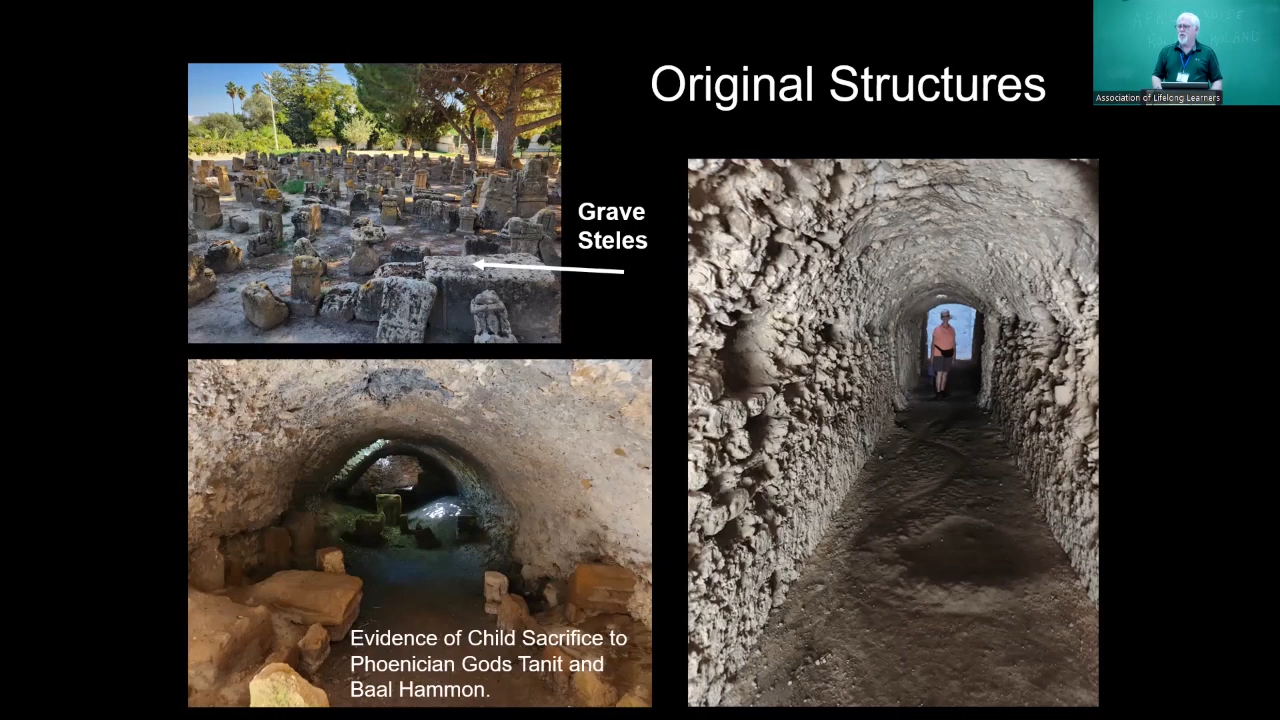 Original Structures
Association of Lifelong Learners
Grave
Steles
Evidence of Child Sacrifice to
Phoenician Gods Tanit and
Baal Hammon.